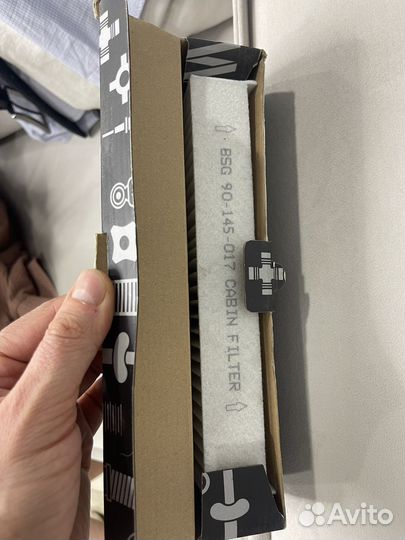 ⇧ · BSG 90-145-017 CABIN FILTER ⇧
Avito